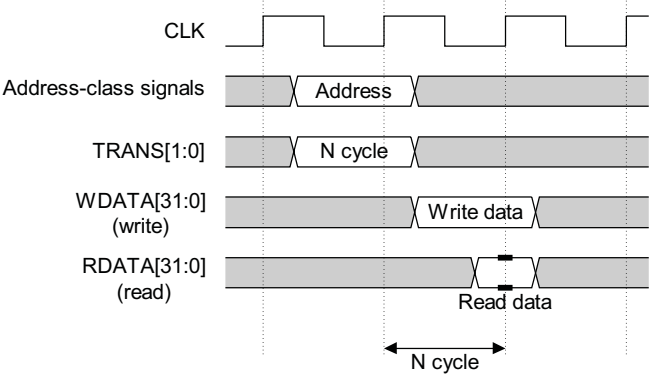 CLK
Address-class signals
Address
TRANS[1:0]
N cycle
WDATA[31:0]
(write)
Write data
RDATA[31:0]
(read)
Read data
N cycle